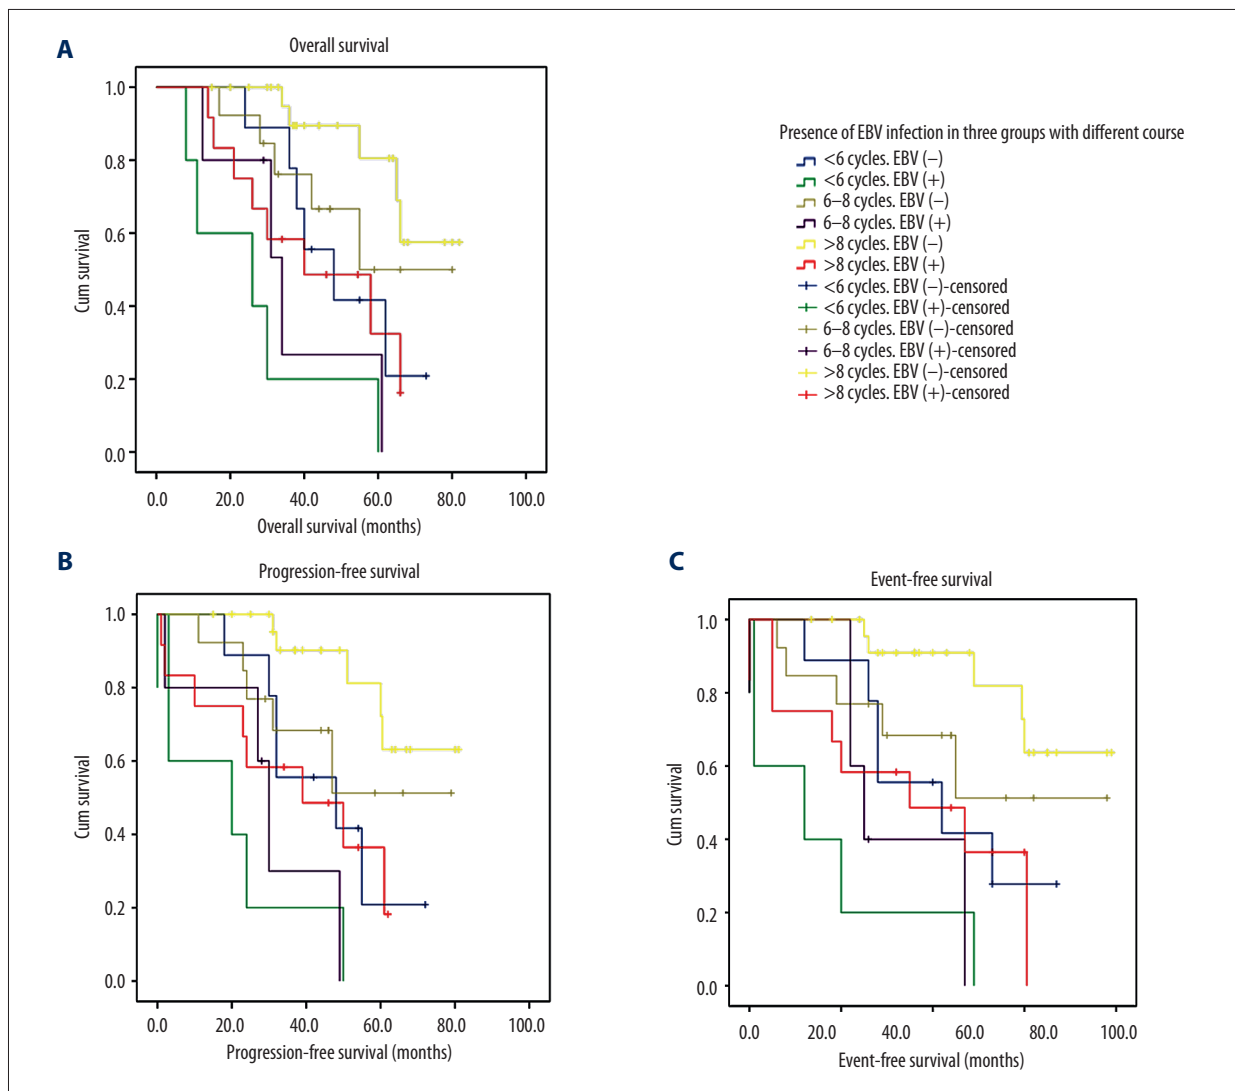 A
Overall survival
1.0
0.8
0.6
0.4
0.2
0.0
Cum survival
0.0 20.0 40.0 60.0 80.0 100.0
Overall survival (months)
Presence of EBV infection in three groups with different course
<6 cycles. EBV (–)
<6 cycles. EBV (+)
6–8 cycles. EBV (–)
6–8 cycles. EBV (+)
>8 cycles. EBV (–)
>8 cycles. EBV (+)
<6 cycles. EBV (–)-censored
<6 cycles. EBV (+)-censored
6–8 cycles. EBV (–)-censored
6–8 cycles. EBV (+)-censored
>8 cycles. EBV (–)-censored
>8 cycles. EBV (+)-censored
B
Progression-free survival
1.0
0.8
0.6
0.4
0.2
0.0
Cum survival
0.0 20.0 40.0 60.0 80.0 100.0
Progression-free survival (months)
C
Event-free survival
1.0
0.8
0.6
0.4
0.2
0.0
Cum survival
0.0 20.0 40.0 60.0 80.0 100.0
Event-free survival (months)